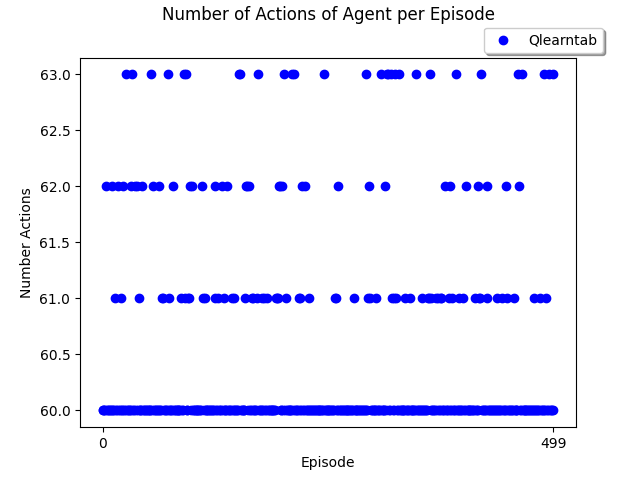 Number of Actions of Agent per Episode
Qlearntab
63.0
62.5
62.0
61.5
61.0
60.5
60.0
Number Actions
0
499
Episode